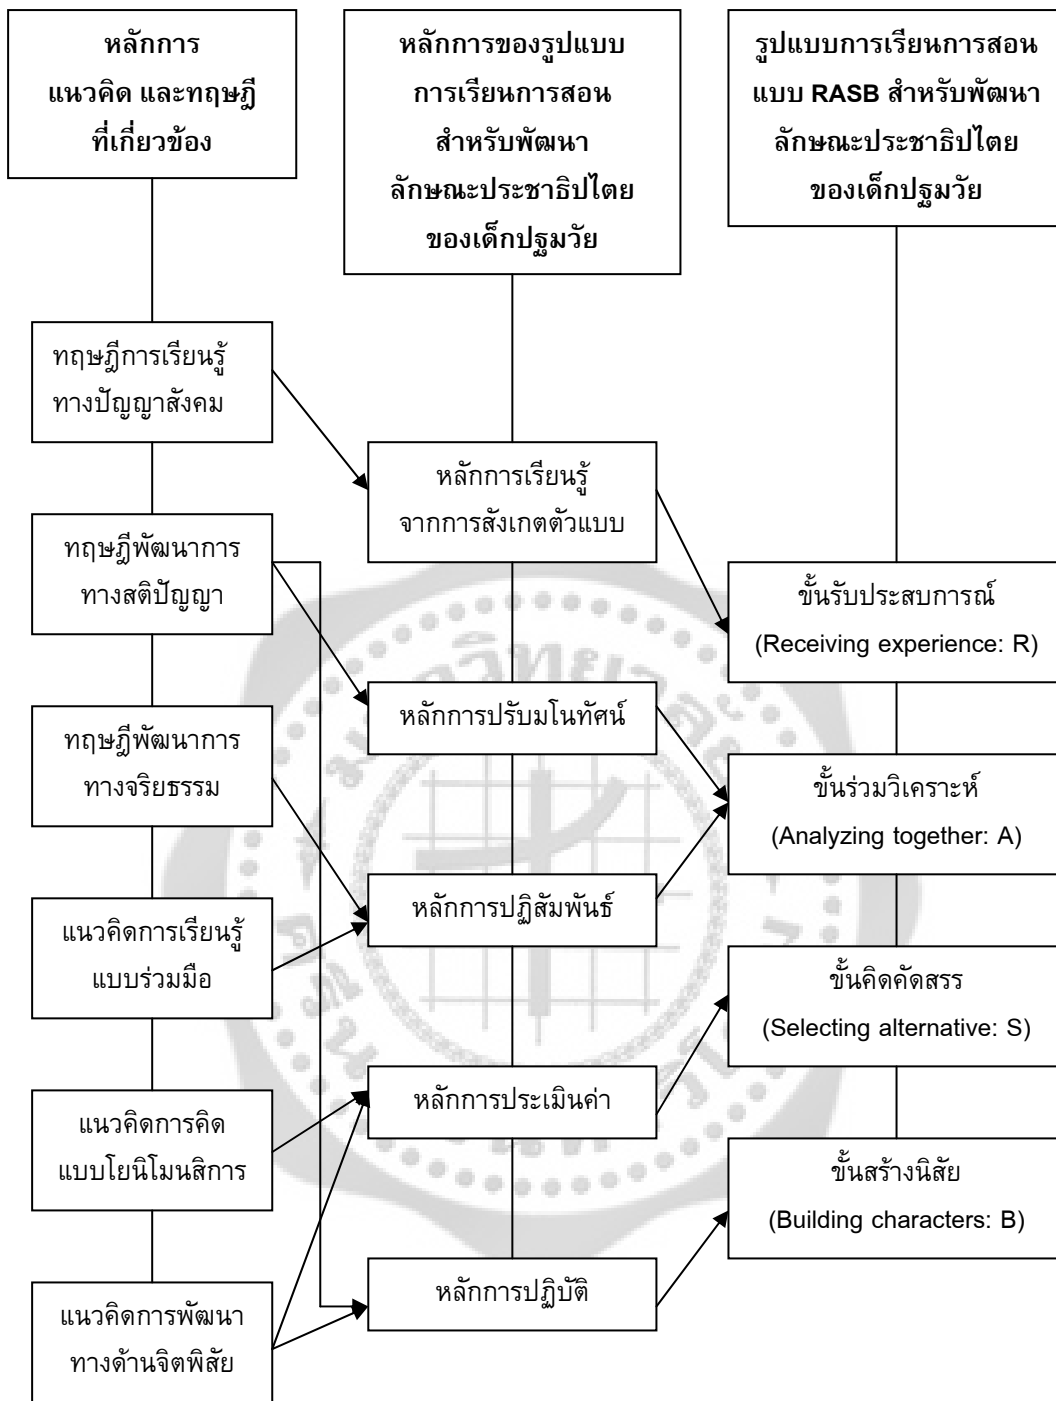 หลักการ
แนวคิด และทฤษฎี
ที่เกี่ยวข้อง
หลักการของรูปแบบ
การเรียนการสอน
สำหรับพัฒนา
ลักษณะประชาธิปไตย
ของเด็กปฐมวัย
รูปแบบการเรียนการสอน
แบบ RASB สำหรับพัฒนา
ลักษณะประชาธิปไตย
ของเด็กปฐมวัย
ทฤษฎีการเรียนรู้
ทางปัญญาสังคม
ทฤษฎีพัฒนาการ
ทางสติปัญญา
ทฤษฎีพัฒนาการ
ทางจริยธรรม
แนวคิดการเรียนรู้
แบบร่วมมือ
แนวคิดการคิด
แบบโยนิโมนสิการ
แนวคิดการพัฒนา
ทางด้านจิตพิสัย
หลักการเรียนรู้
จากการสังเกตตัวแบบ
หลักการปรับมโนทัศน์
หลักการปฏิสัมพันธ์
หลักการประเมินค่า
หลักการปฏิบัติ
ขั้นรับประสบการณ์
(Receiving experience: R)
ขั้นร่วมวิเคราะห์
(Analyzing together: A)
ขั้นคิดคัดสรร
(Selecting alternative: S)
ขั้นสร้างนิสัย
(Building characters: B)